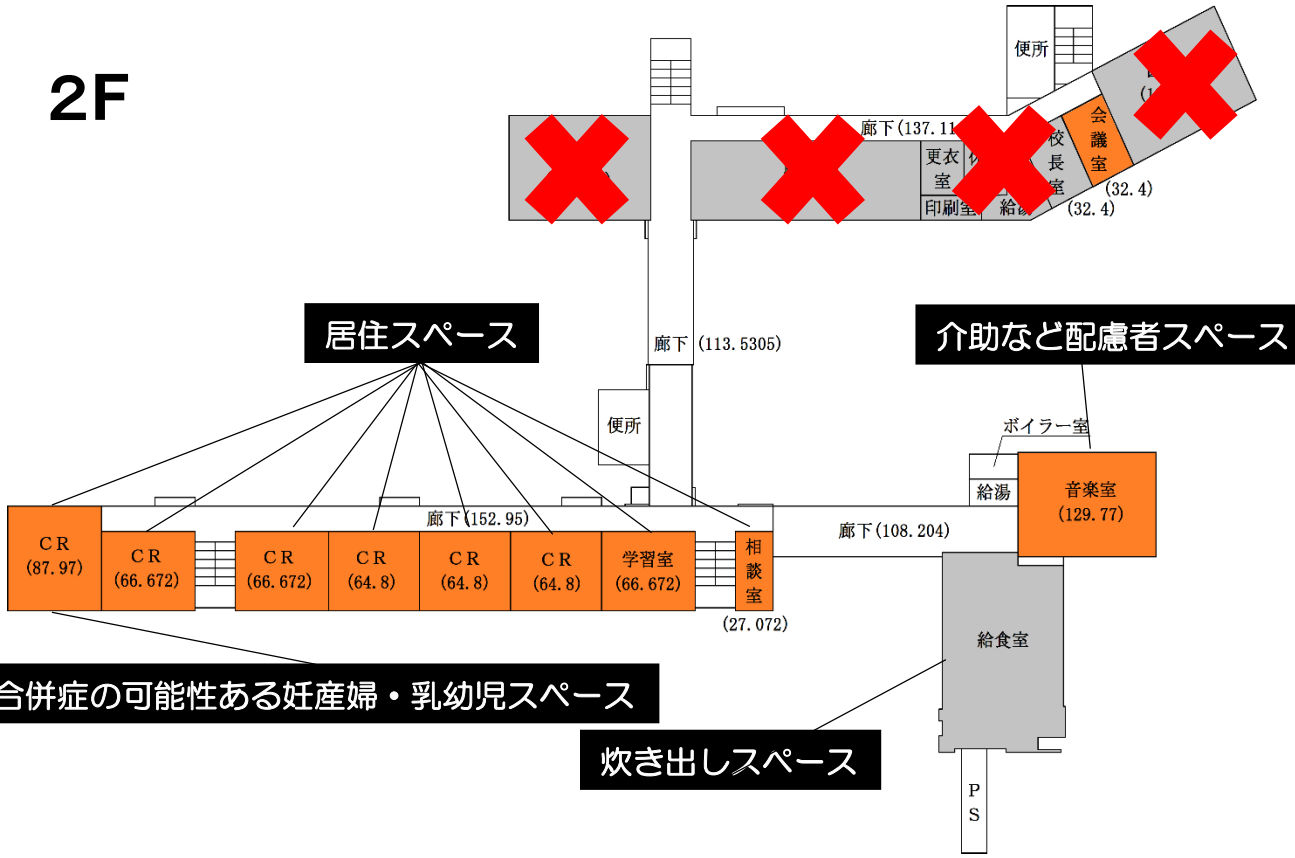 2F
便所
廊下(137.11
更衣室
印刷室
給湯
校長室
(32.4)
会議室
(32.4)
居住スペース
介助など配慮者スペース
廊下 (113.5305)
便所
ボイラー室
給湯
音楽室
(129.77)
廊下(152.95)
廊下(108.204)
CR
(87.97)
CR
(66.672)
CR
(66.672)
CR
(64.8)
CR
(64.8)
CR
(64.8)
学習室
(66.672)
相談室
(27.072)
給食室
合併症の可能性ある妊産婦・乳幼児スペース
炊き出しスペース
PS